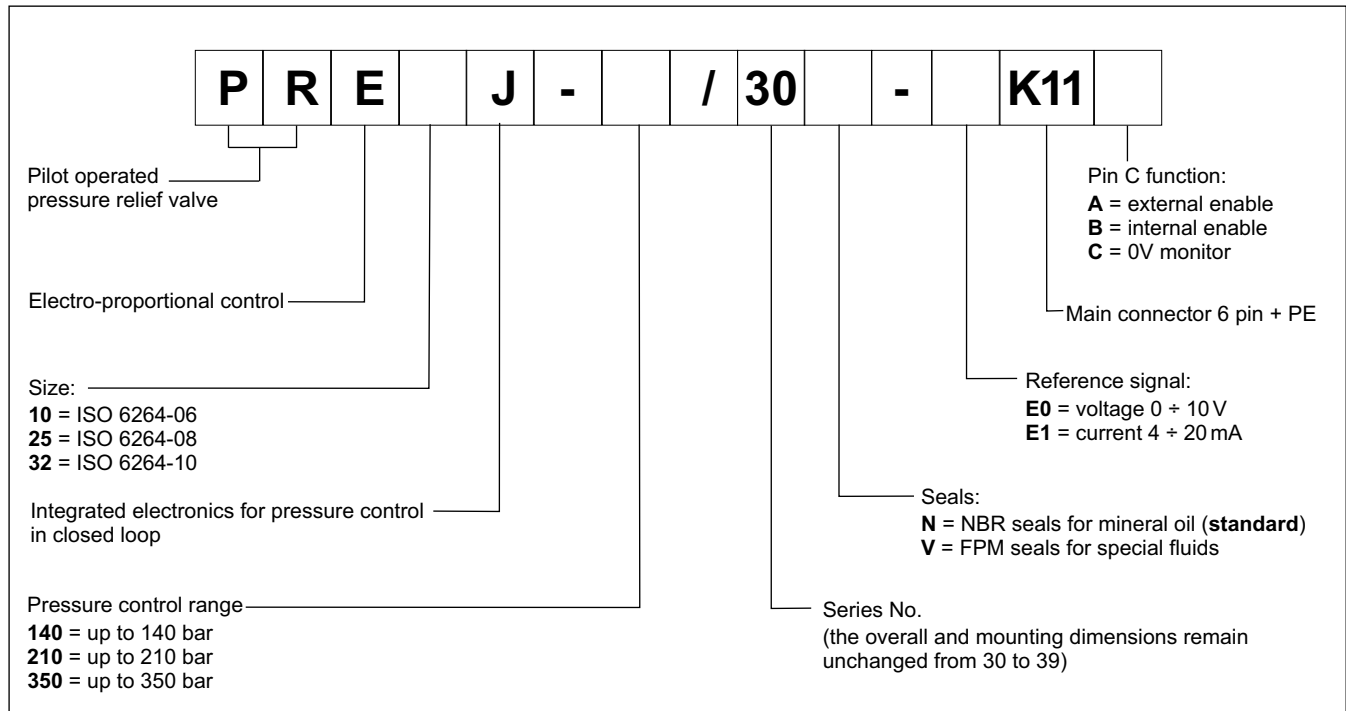 P R E J - / 30 - K11
Pilot operated
pressure relief valve
Electro-proportional control
Size:
10 = ISO 6264-06
25 = ISO 6264-08
32 = ISO 6264-10
Integrated electronics for pressure control
in closed loop
Pressure control range
140 = up to 140 bar
210 = up to 210 bar
350 = up to 350 bar
Pin C function:
A = external enable
B = internal enable
C = 0V monitor
Main connector 6 pin + PE
Reference signal:
E0 = voltage 0 ÷ 10 V
E1 = current 4 ÷ 20 mA
Seals:
N = NBR seals for mineral oil (standard)
V = FPM seals for special fluids
Series No.
(the overall and mounting dimensions remain
unchanged from 30 to 39)